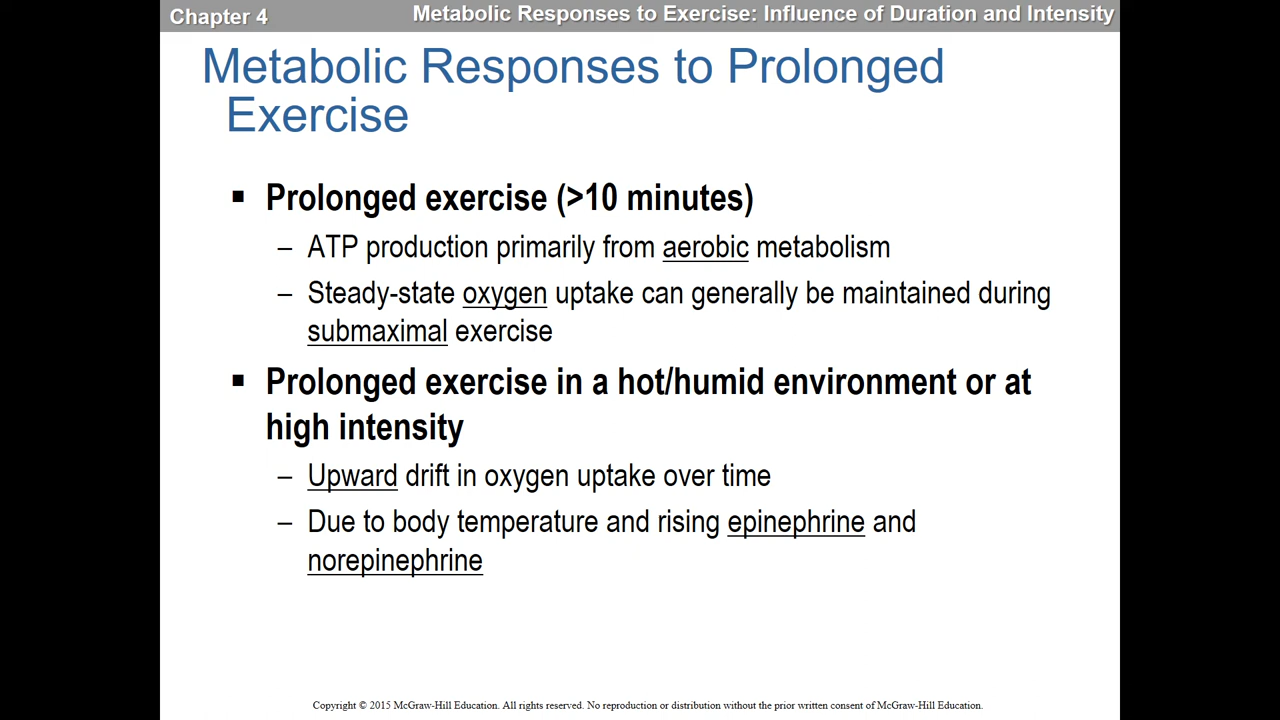 Chapter 4
Metabolic Responses to Exercise: Influence of Duration and Intensity
Metabolic Responses to Prolonged
Exercise
▪ Prolonged exercise (>10 minutes)
– ATP production primarily from aerobic metabolism
– Steady-state oxygen uptake can generally be maintained during
submaximal exercise
▪ Prolonged exercise in a hot/humid environment or at
high intensity
– Upward drift in oxygen uptake over time
– Due to body temperature and rising epinephrine and
norepinephrine
Copyright © 2015 McGraw-Hill Education. All rights reserved. No reproduction or distribution without the prior written consent of McGraw-Hill Education.